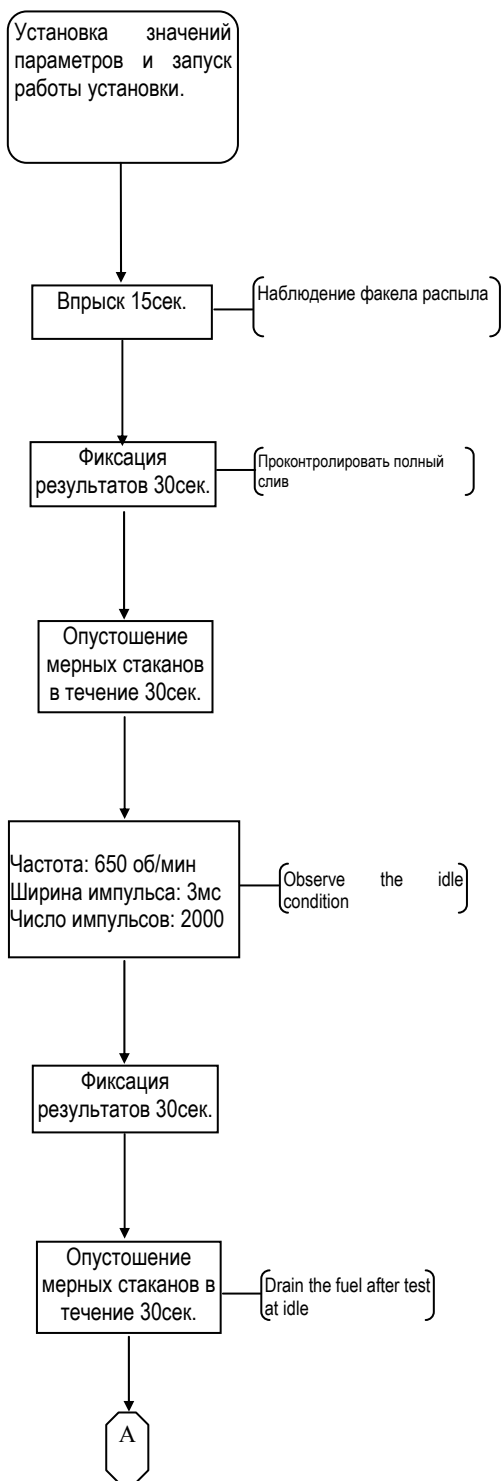 Установка значений
параметров и запуск
работы установки.
Впрыск 15сек.
Наблюдение факела распыла
Фиксация
результатов 30сек.
Проконтролировать полный
слив
Опустошение
мерных стаканов
в течение 30сек.
Частота: 650 об/мин
Ширина импульса: 3мс
Число импульсов: 2000
Observe the idle
condition
Фиксация
результатов 30сек.
Опустошение
мерных стаканов в
течение 30сек.
Drain the fuel after test
at idle
A